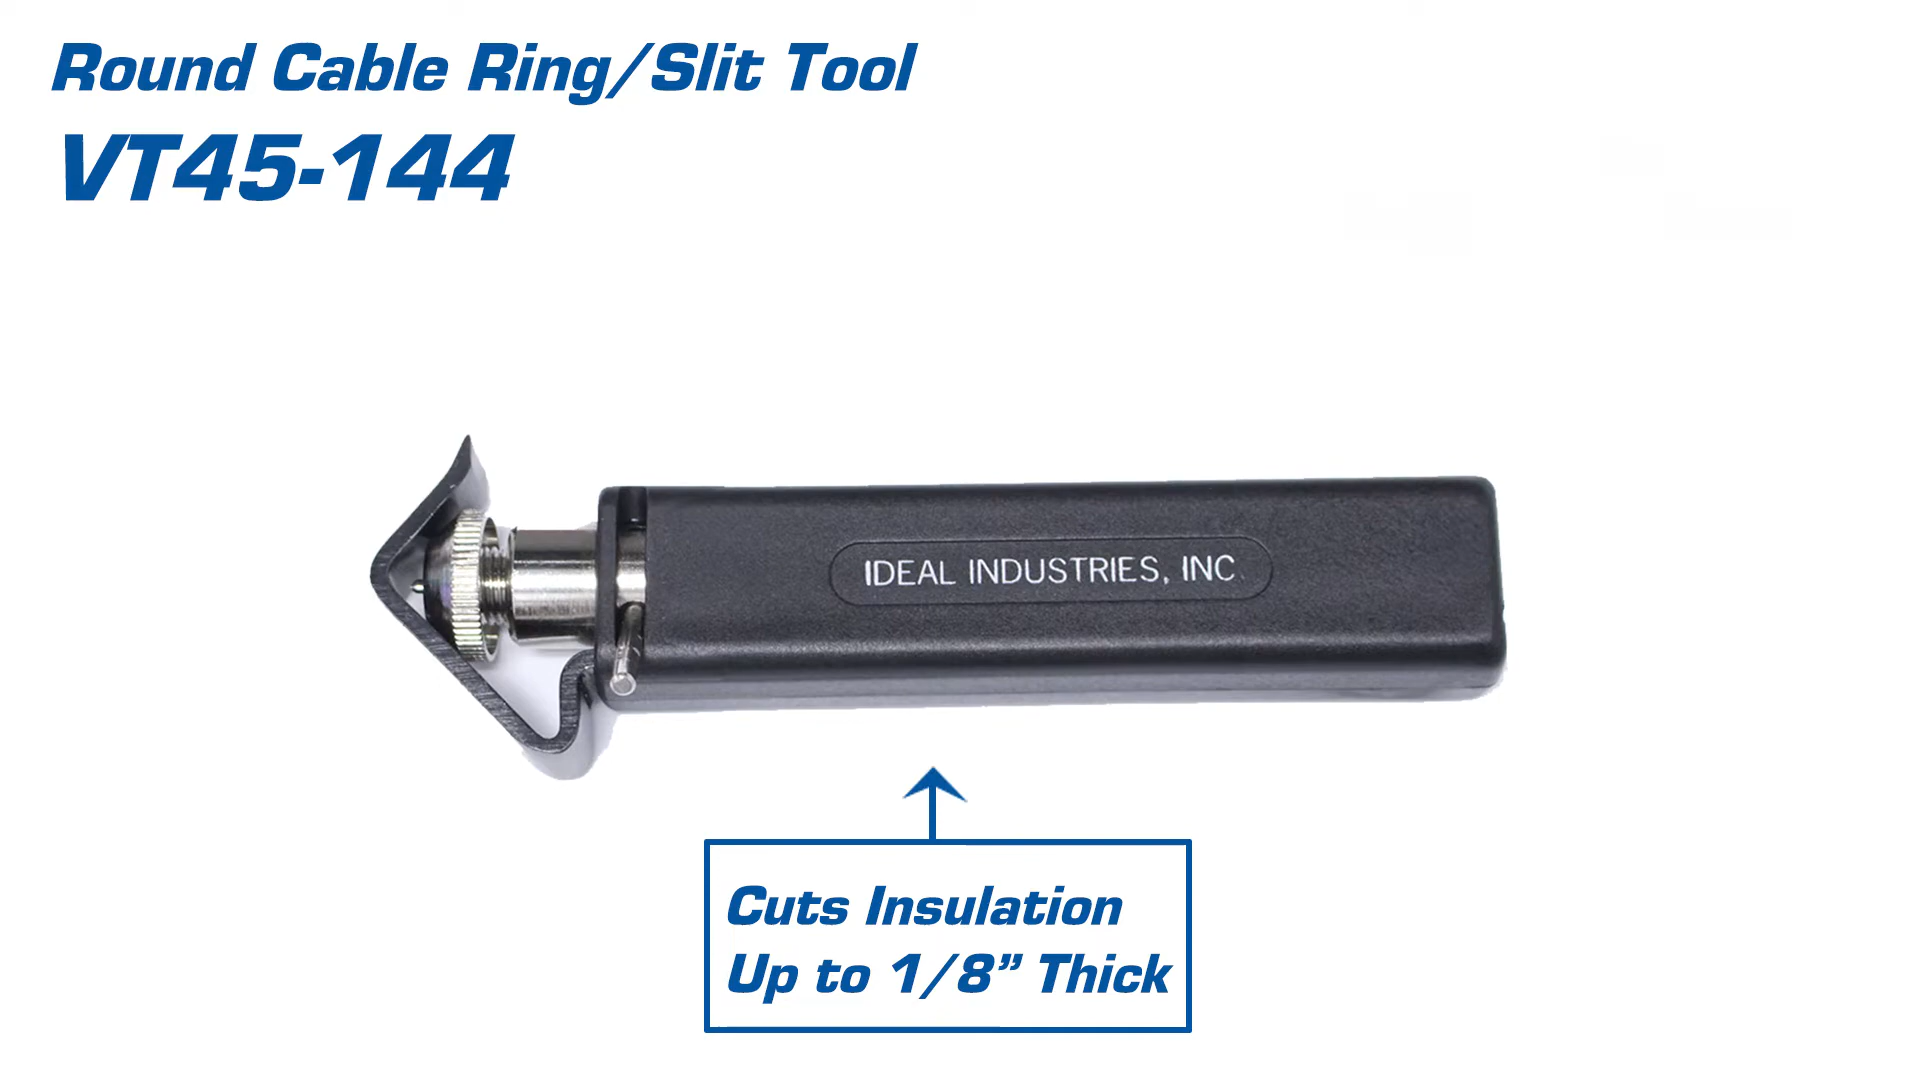 Round Cable Ring/Slit Tool
VT45-144
IDEAL INDUSTRIES, INC
Cuts Insulation
Up to 1/8” Thick